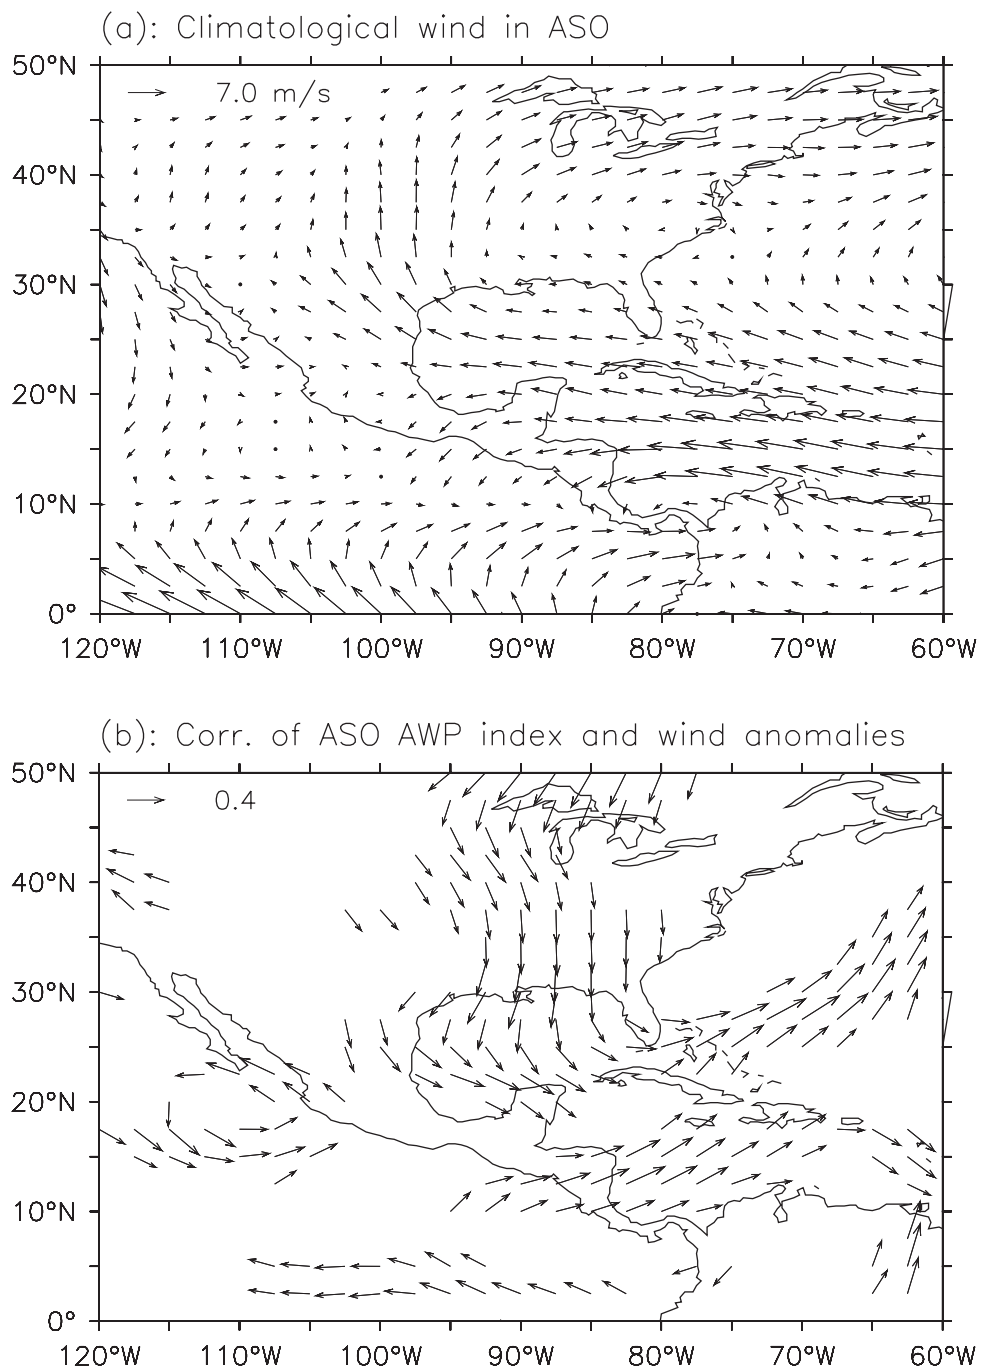 (a): Climatological wind in ASO
50°N
7.0 m/s
40°N
30°N
20°N
10°N
0°
120°W 110°W 100°W 90°W 80°W 70°W 60°W
(b): Corr. of ASO AWP index and wind anomalies
50°N
0.4
40°N
30°N
20°N
10°N
0°
120°W 110°W 100°W 90°W 80°W 70°W 60°W